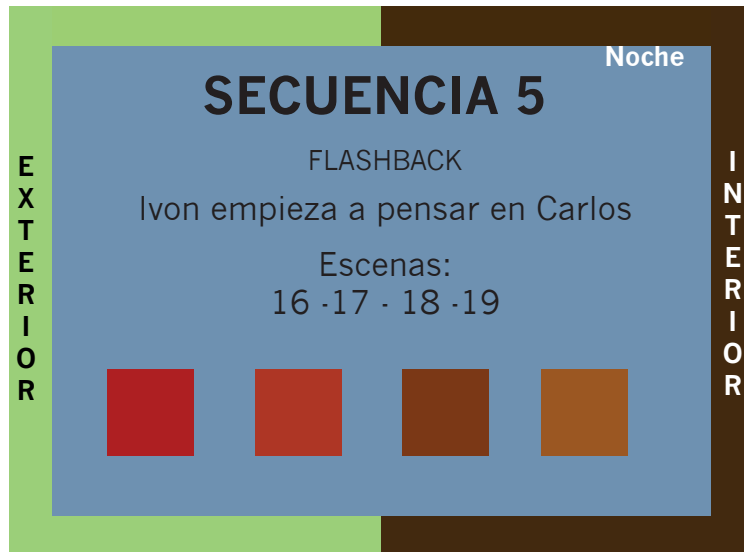 Noche
SECUENCIA 5
FLASHBACK
Ivon empieza a pensar en Carlos
Escenas:
16 -17 - 18 -19
EXTERIOR
INTERIOR